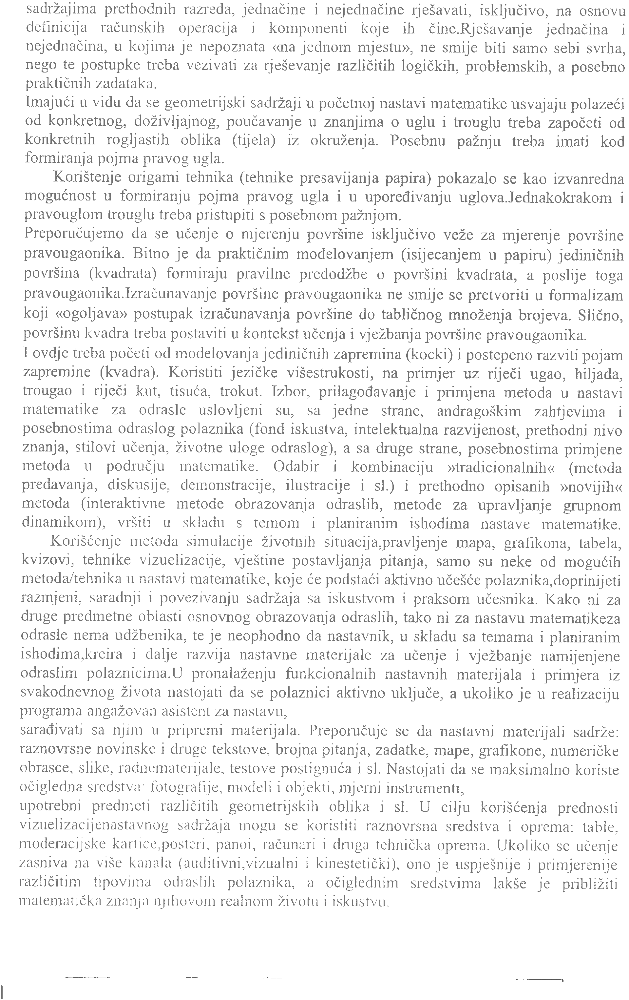 sadržajima prethodnih razreda, jednačine i nejednačine rješavati, isključivo, na osnovu
definicija računskih operacija i komponenti koje ih čine.Rješavanje jednačina i
nejednačina, u kojima je nepoznata «na jednom mjestu», ne smije biti samo sebi svrha,
nego te postupke treba vezivati za rješevanje različitih logičkih, problemskih, a posebno
praktičnih zadataka.
Imajući u vidu da se geometrijski sadržaji u početnoj nastavi matematike usvajaju polazeći
od konkretnog, doživljajnog, poučavanje u znanjima o uglu i trouglu treba započeti od
konkretnih rogljastih oblika (tijela) iz okruženja. Posebnu pažnju treba imati kod
formiranja pojma pravog ugla.
Korištenje origami tehnika (tehnike presavijanja papira) pokazalo se kao izvanredna
mogućnost u formiranju pojma pravog ugla i u upoređivanju uglova.Jednakokrakom i
pravouglom trouglu treba pristupiti s posebnom pažnjom.
Preporučujemo da se učenje o mjerenju površine isključivo veže za mjerenje površine
pravougaonika. Bitno je da praktičnim modelovanjem (isijecanjem u papiru) jediničnih
površina (kvadrata) formiraju pravilne predodžbe o površini kvadrata, a poslije toga
pravougaonika.Izračunavanje površine pravougaonika ne smije se pretvoriti u formalizam
koji «ogoljava» postupak izračunavanja površine do tabličnog množenja brojeva. Slično,
površinu kvadra treba postaviti u kontekst učenja i vježbanja površine pravougaonika.
I ovdje treba početi od modelovanja jediničnih zapremina (kocki) i postepeno razviti pojam
zapremine (kvadra). Koristiti jezičke višestrukosti, na primjer uz riječi ugao, hiljada,
trougao i riječi kut, tisuća, trokut. Izbor, prilagođavanje i primjena metoda u nastavi
matematike za odrasle uslovljeni su, sa jedne strane, andragoškim zahtjevima i
posebnostima odraslog polaznika (fond iskustva, intelektualna razvijenost, prethodni nivo
znanja, stilovi učenja, životne uloge odraslog), a sa druge strane, posebnostima primjene
metoda u području matematike. Odabir i kombinaciju »tradicionalnih« (metoda
predavanja, diskusije, demonstracije, ilustracije i sl.) i prethodno opisanih »novijih«
metoda (interaktivne metode obrazovanja odraslih, metode za upravljanje grupnom
dinamikom), vršiti u skladu s temom i planiranim ishodima nastave matematike.
Korišćenje metoda simulacije životnih situacija,pravljenje mapa, grafikona, tabela,
kvizovi, tehnike vizuelizacije, vještine postavljanja pitanja, samo su neke od mogućih
metoda/tehnika u nastavi matematike, koje će podstaći aktivno učešće polaznika,doprinijeti
razmjeni, saradnji i povezivanju sadržaja sa iskustvom i praksom učesnika. Kako ni za
druge predmetne oblasti osnovnog obrazovanja odraslih, tako ni za nastavu matematikeza
odrasle nema udžbenika, te je neophodno da nastavnik, u skladu sa temama i planiranim
ishodima,kreira i dalje razvija nastavne materijale za učenje i vježbanje namijenjene
odraslim polaznicima.U pronalaženju funkcionalnih nastavnih materijala i primjera iz
svakodnevnog života nastojati da se polaznici aktivno uključe, a ukoliko je u realizaciju
programa angažovan asistent za nastavu,
sarađivati sa njim u pripremi materijala. Preporučuje se da nastavni materijali sadrže:
raznovrsne novinske i druge tekstove, brojna pitanja, zadatke, mape, grafikone, numeričke
obrasce, slike, radnematerijale, testove postignuća i sl. Nastojati da se maksimalno koriste
očigledna sredstva: fotografije, modeli i objekti, mjerni instrumenti,
upotrebni predmeti različitih geometrijskih oblika i sl. U cilju korišćenja prednosti
vizuelizacijenastavnog sadržaja mogu se koristiti raznovrsna sredstva i oprema: table,
moderacijske kartice,posteri, panoi, računari i druga tehnička oprema. Ukoliko se učenje
zasniva na više kanala (auditivni,vizualni i kinestetički), ono je uspješnije i primjerenije
različitim tipovima odraslih polaznika, a očiglednim sredstvima lakše je približiti
matematička znanja njihovom realnom životu i iskustvu.